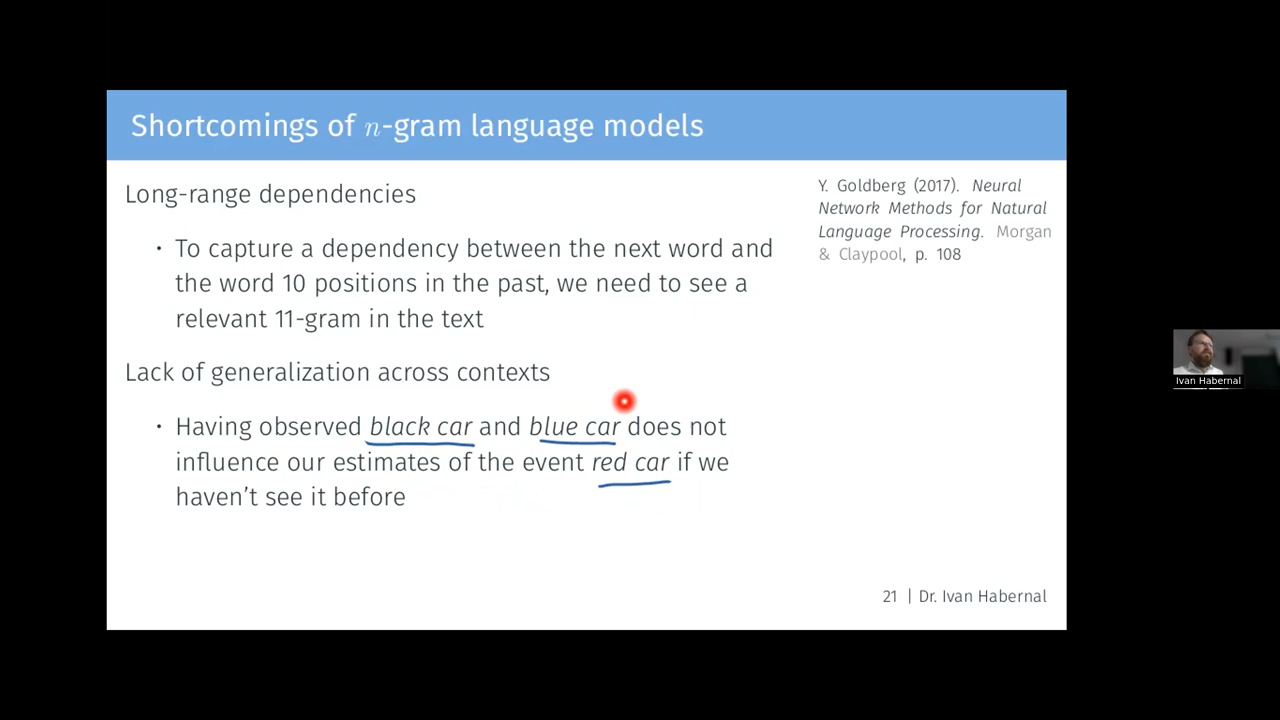 Shortcomings of n-gram language models
Long-range dependencies
• To capture a dependency between the next word and
the word 10 positions in the past, we need to see a
relevant 11-gram in the text
Lack of generalization across contexts
• Having observed black car and blue car does not
influence our estimates of the event red car if we
haven't see it before
Y. Goldberg (2017). Neural
Network Methods for Natural
Language Processing. Morgan
& Claypool, p. 108
21 | Dr. Ivan Habernal
Ivan Habernal